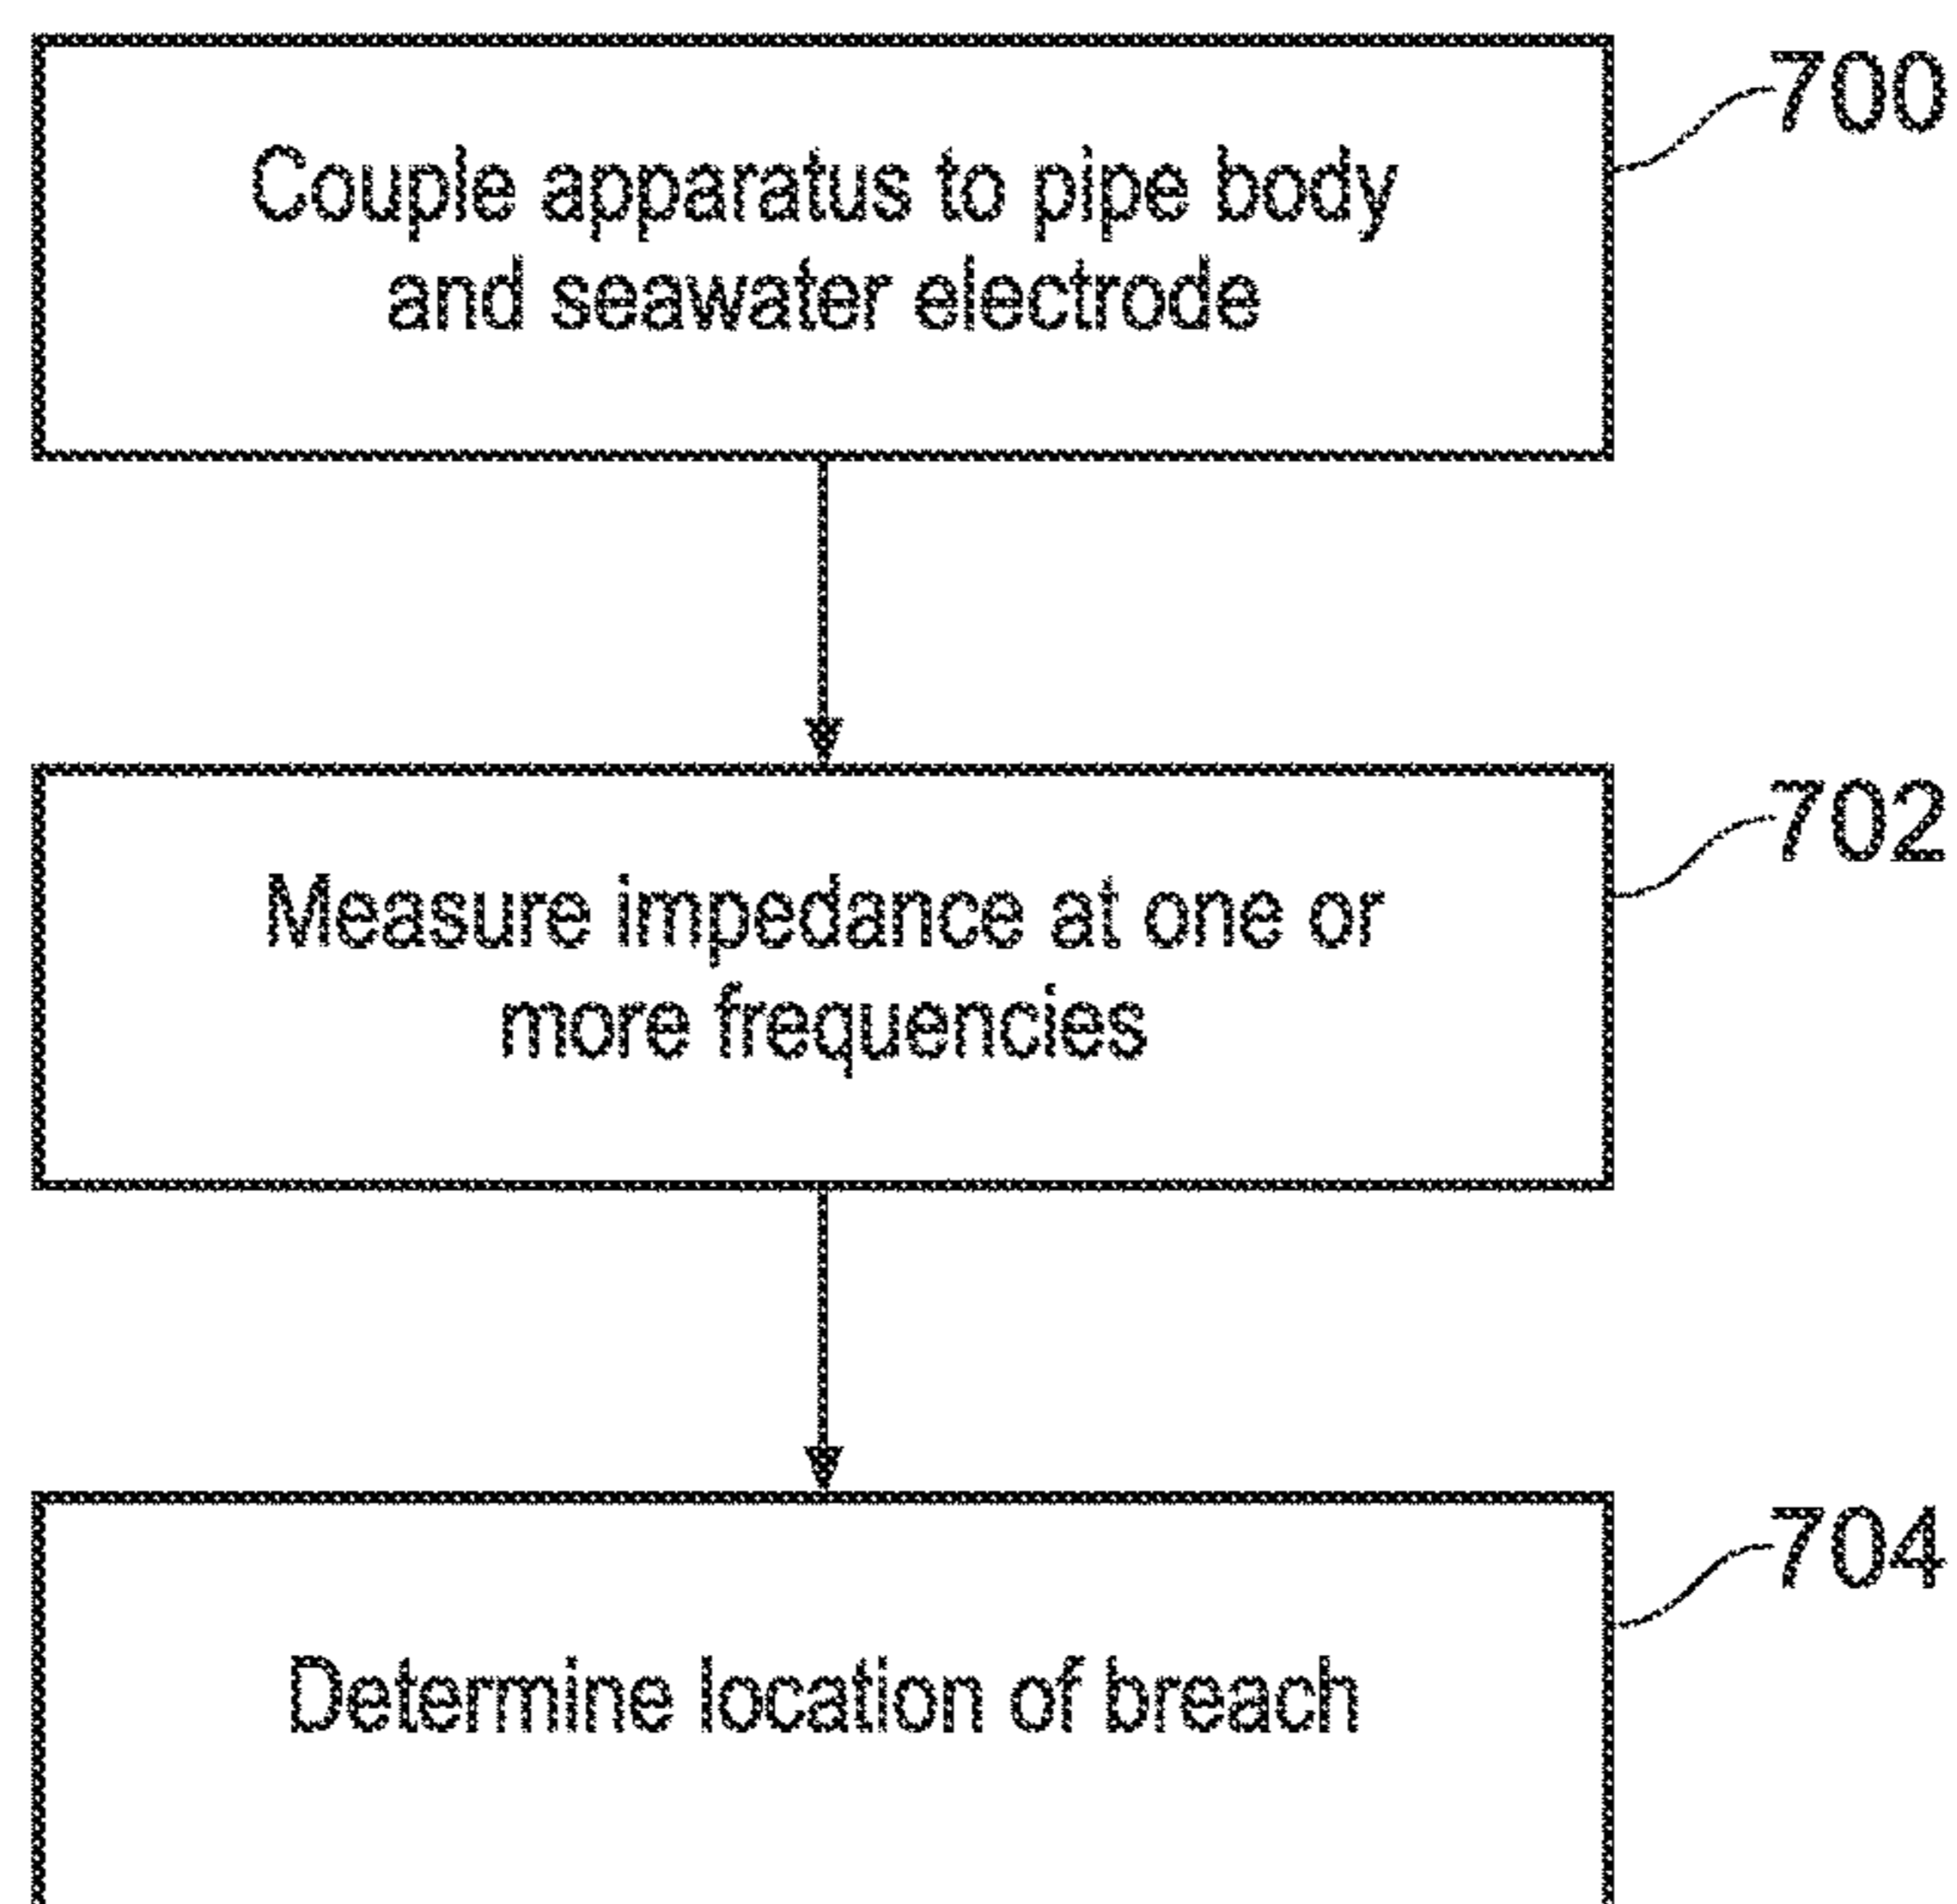 700
Couple apparatus to pipe body
and seawater electrode
702
Measure impedance at one or
more frequencies
704
Determine location of breach